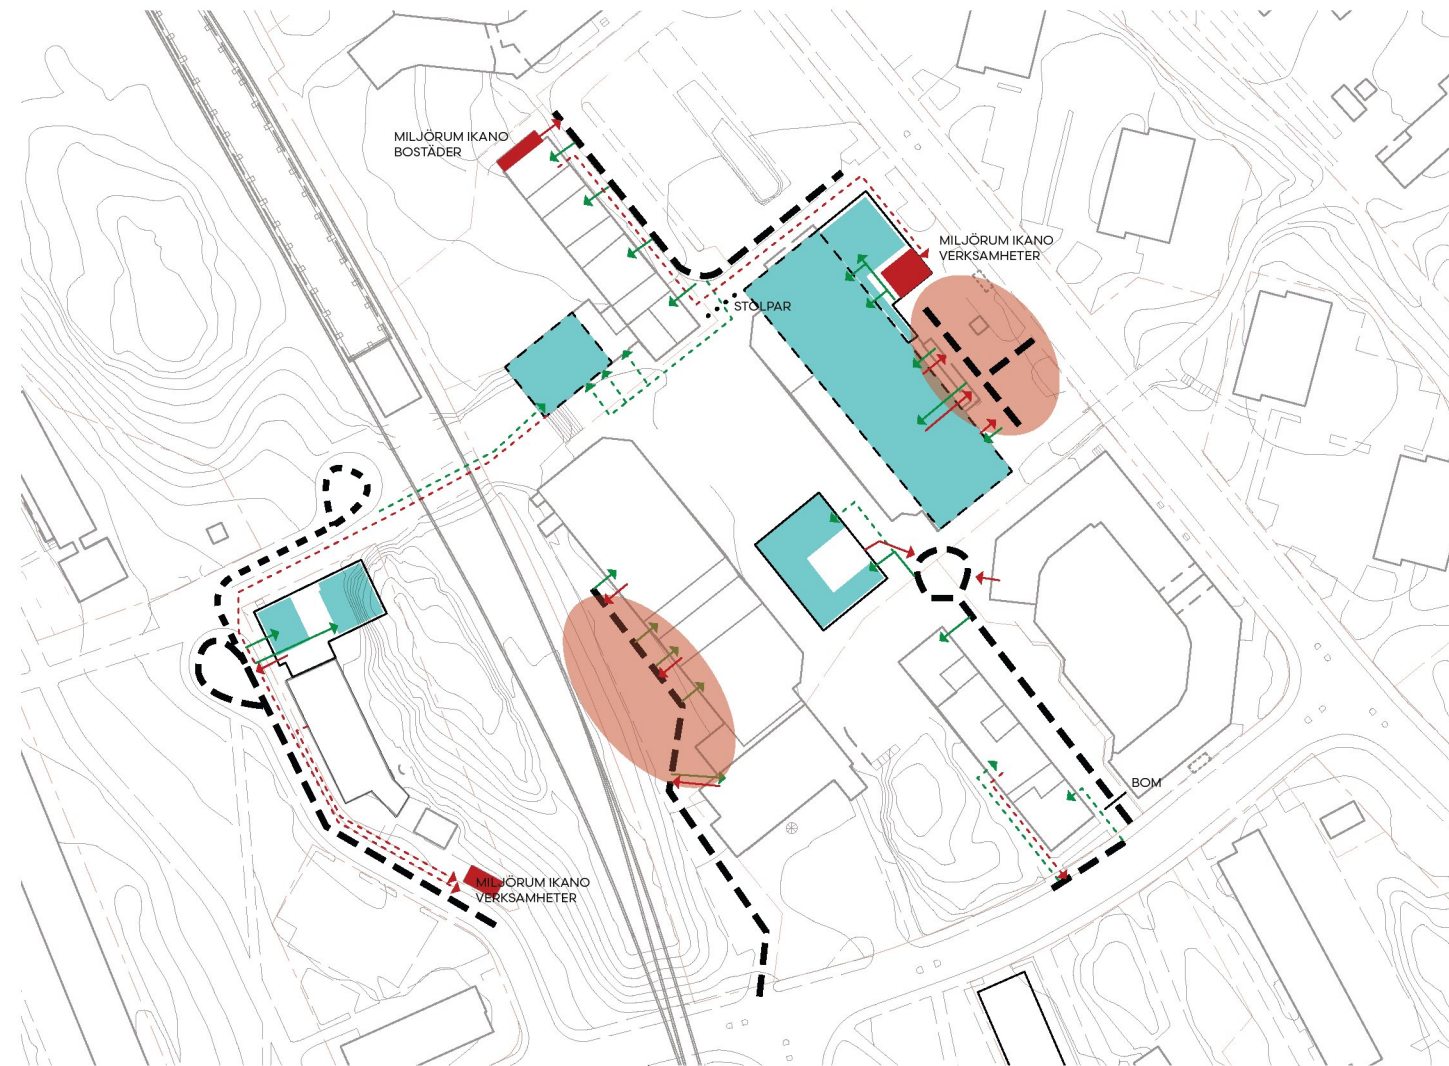 MILJÖRUM IKANO
BOSTÄDER
MILJÖRUM IKANO
VERKSAMHETER
STOLPAR
BOM
MILJÖRUM IKANO
VERKSAMHETER